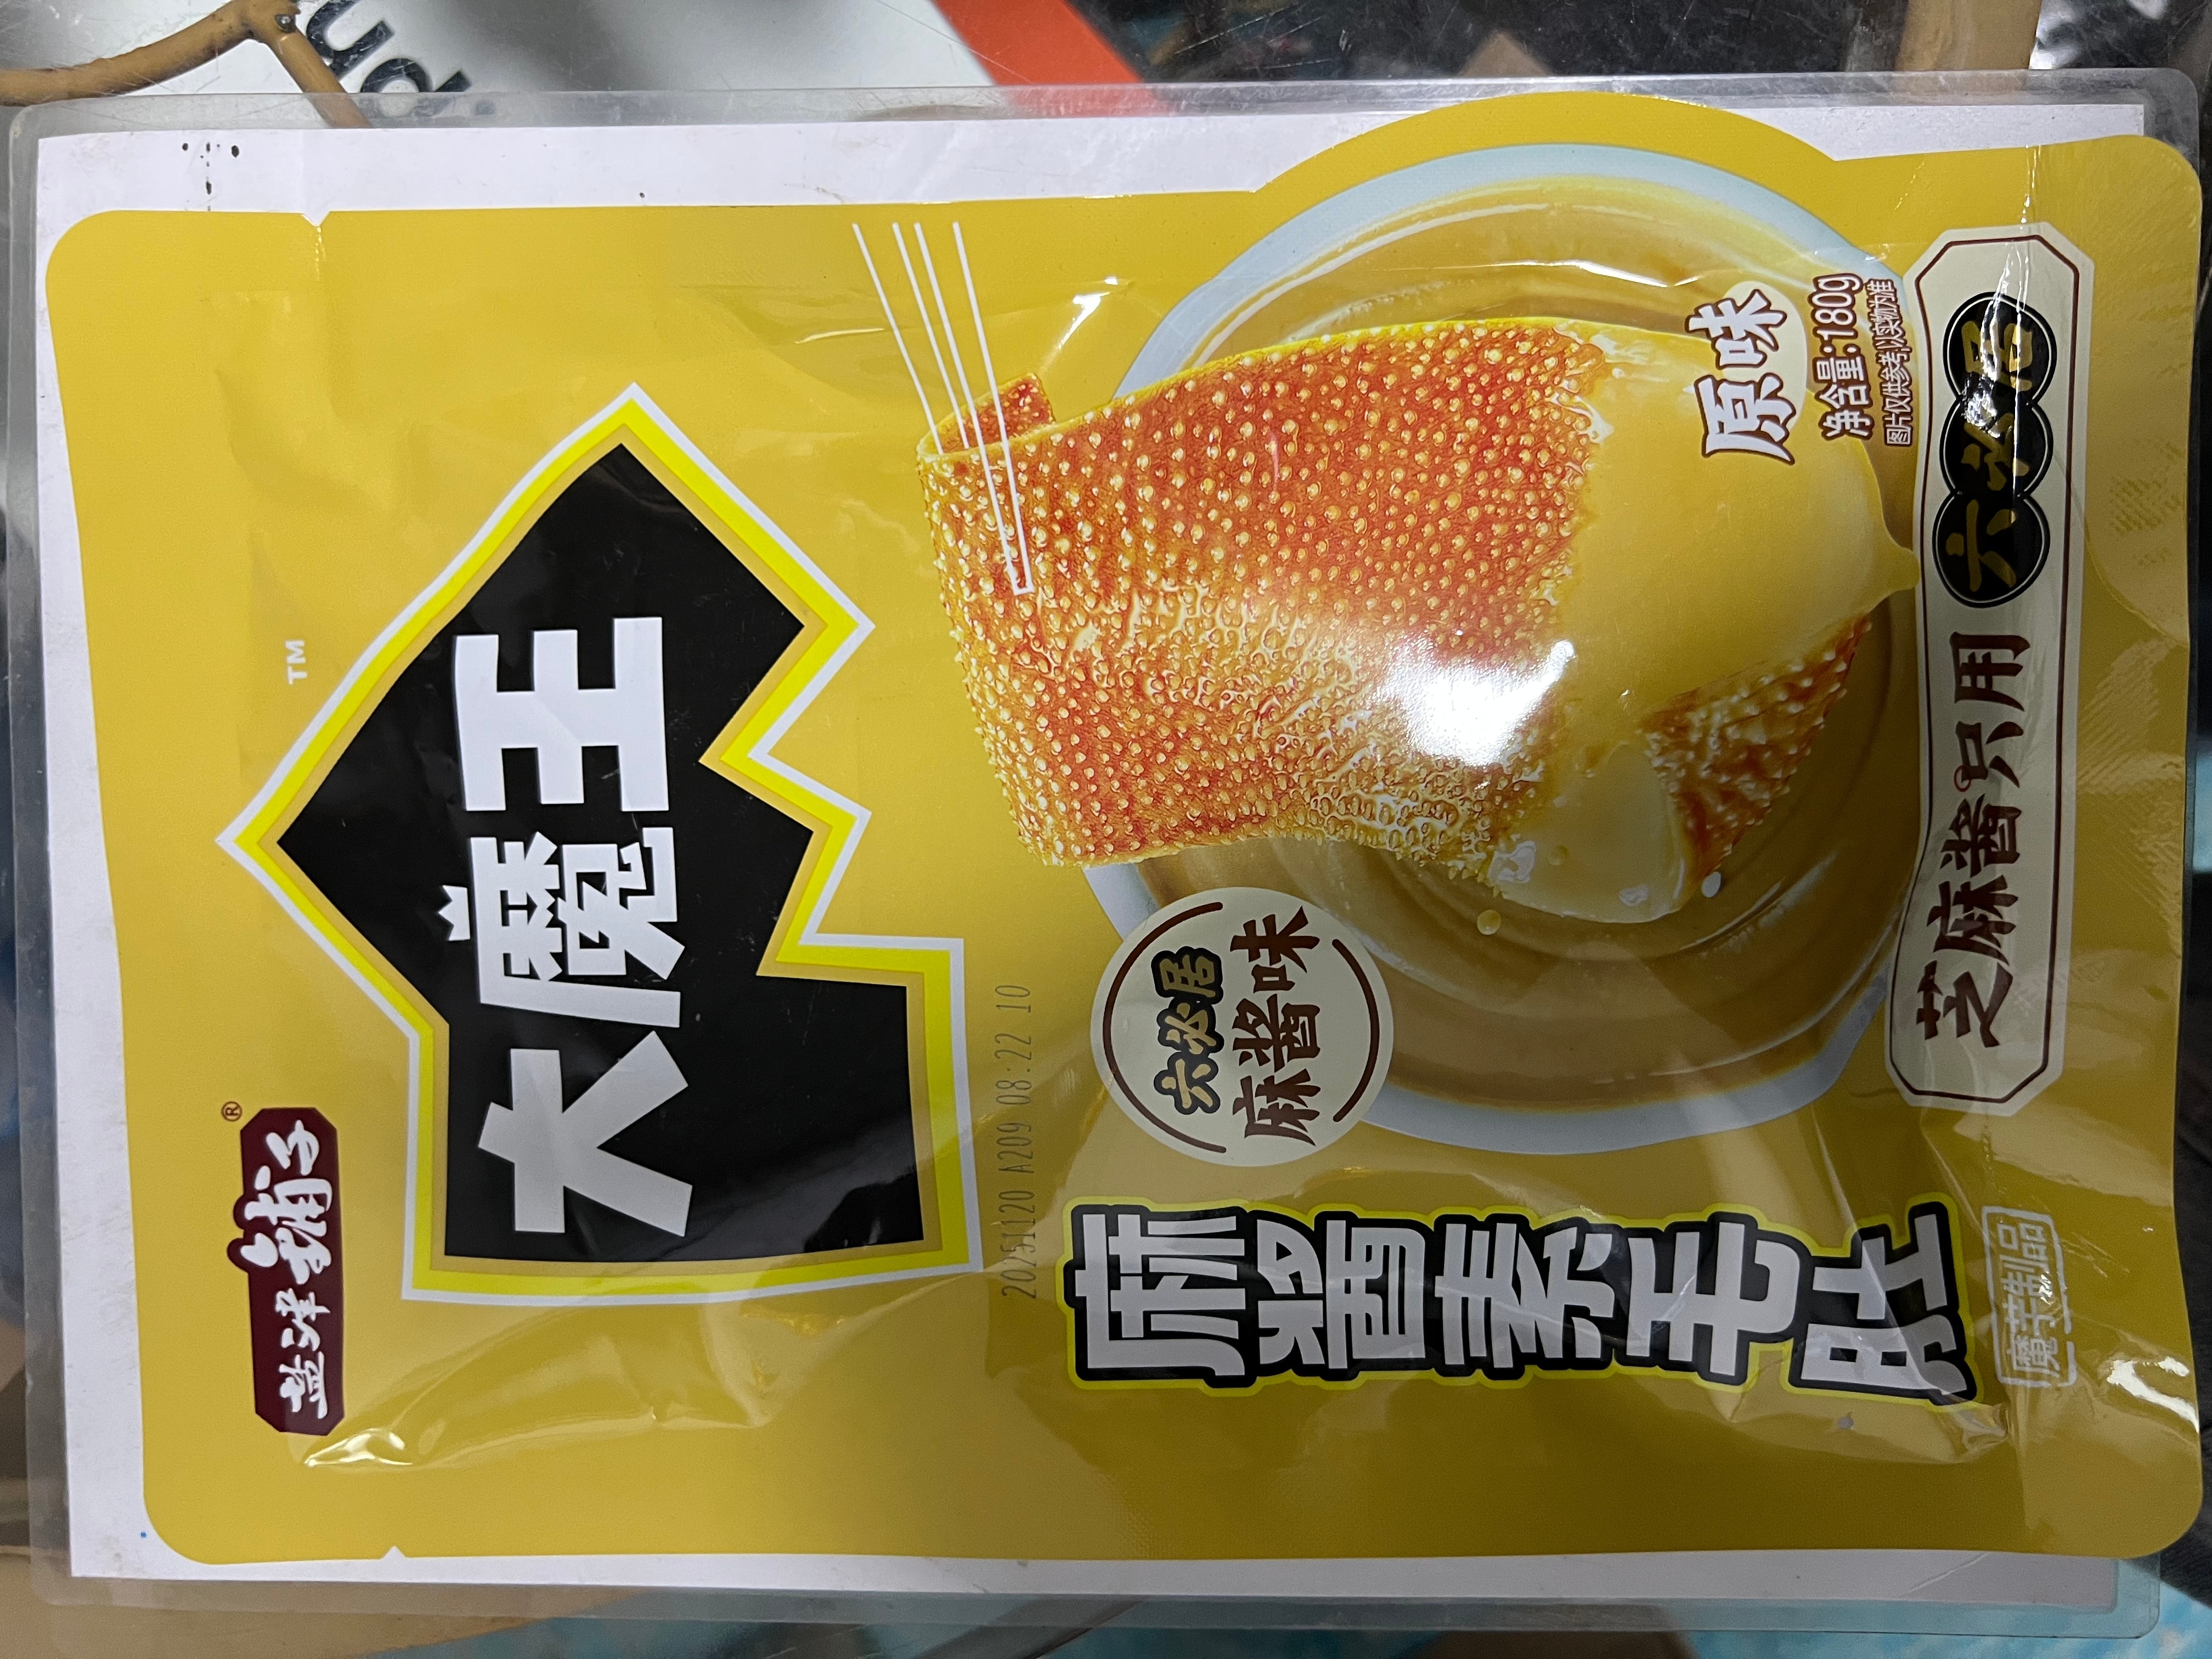 盐津铺子®
TM
大魔王
20251120 A209 08:22 10
麻酱素毛肚
魔芋制品
六必居
麻酱味
原味
净含量:180g
图片仅供参考,以实物为准
芝麻酱只用 六必居